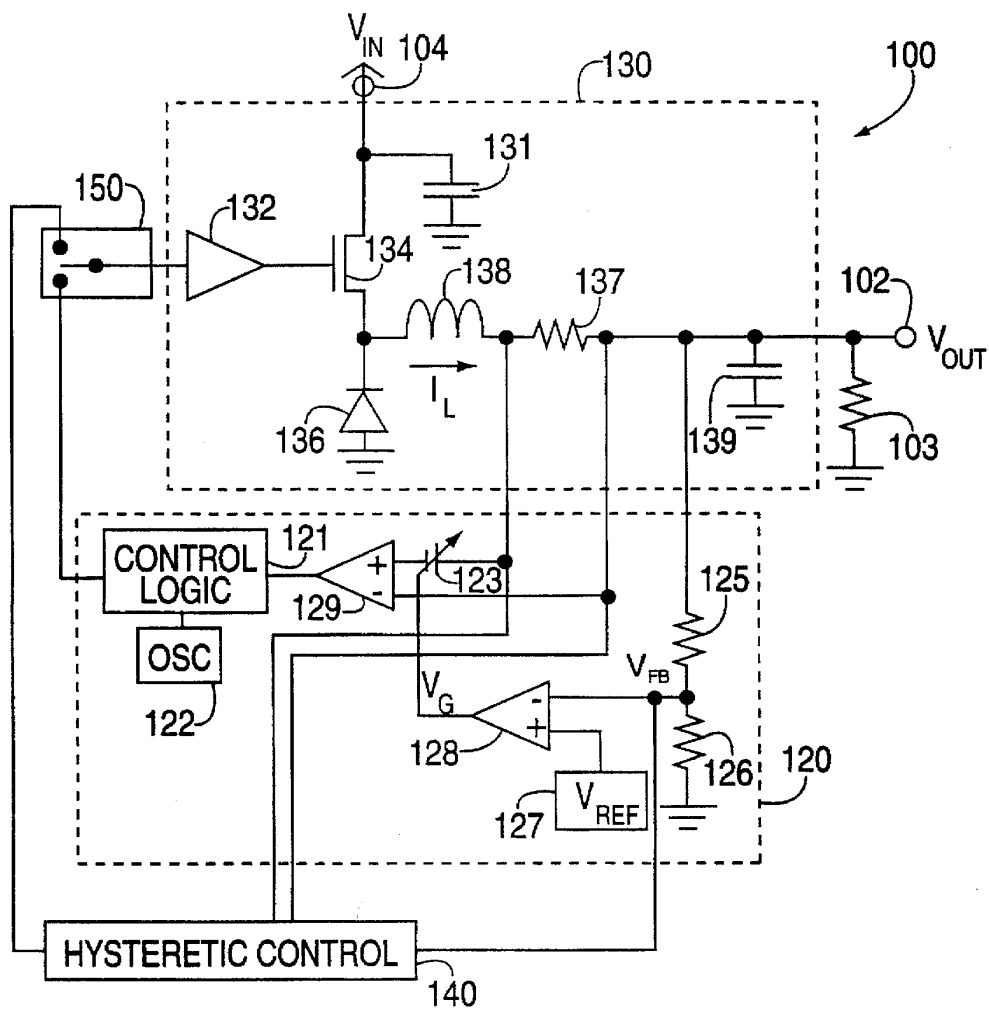 V_IN
104
130
100
131
150
132
134
138
137
102
V_OUT
I_L
136
139
103
CONTROL
LOGIC
121
+
-
123
129
125
OSC
122
V_G
V_FB
-
+
128
126
120
V_REF
127
HYSTERETIC CONTROL
140